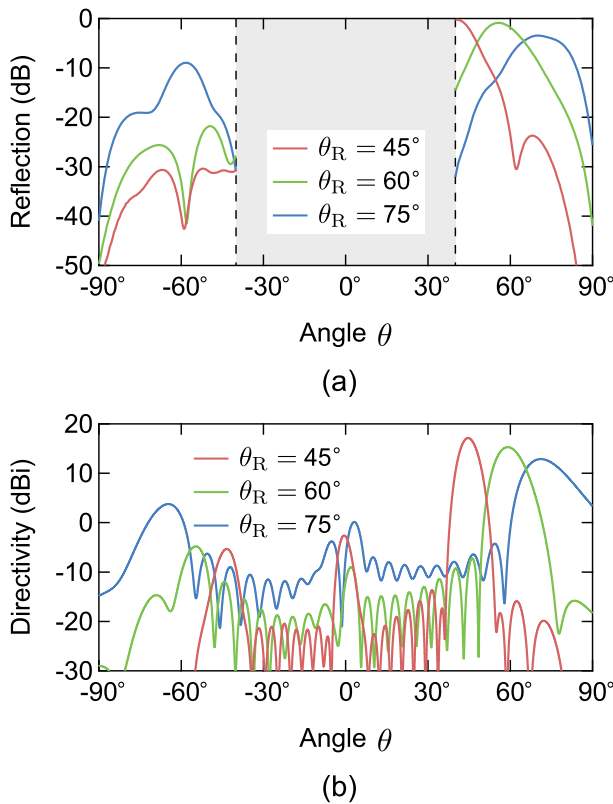 0
-10
-20
-30
-40
-50
Reflection (dB)
θR = 45°
θR = 60°
θR = 75°
-90° -60° -30° 0° 30° 60° 90°
Angle θ
(a)
20
10
0
-10
-20
-30
Directivity (dBi)
θR = 45°
θR = 60°
θR = 75°
-90° -60° -30° 0° 30° 60° 90°
Angle θ
(b)